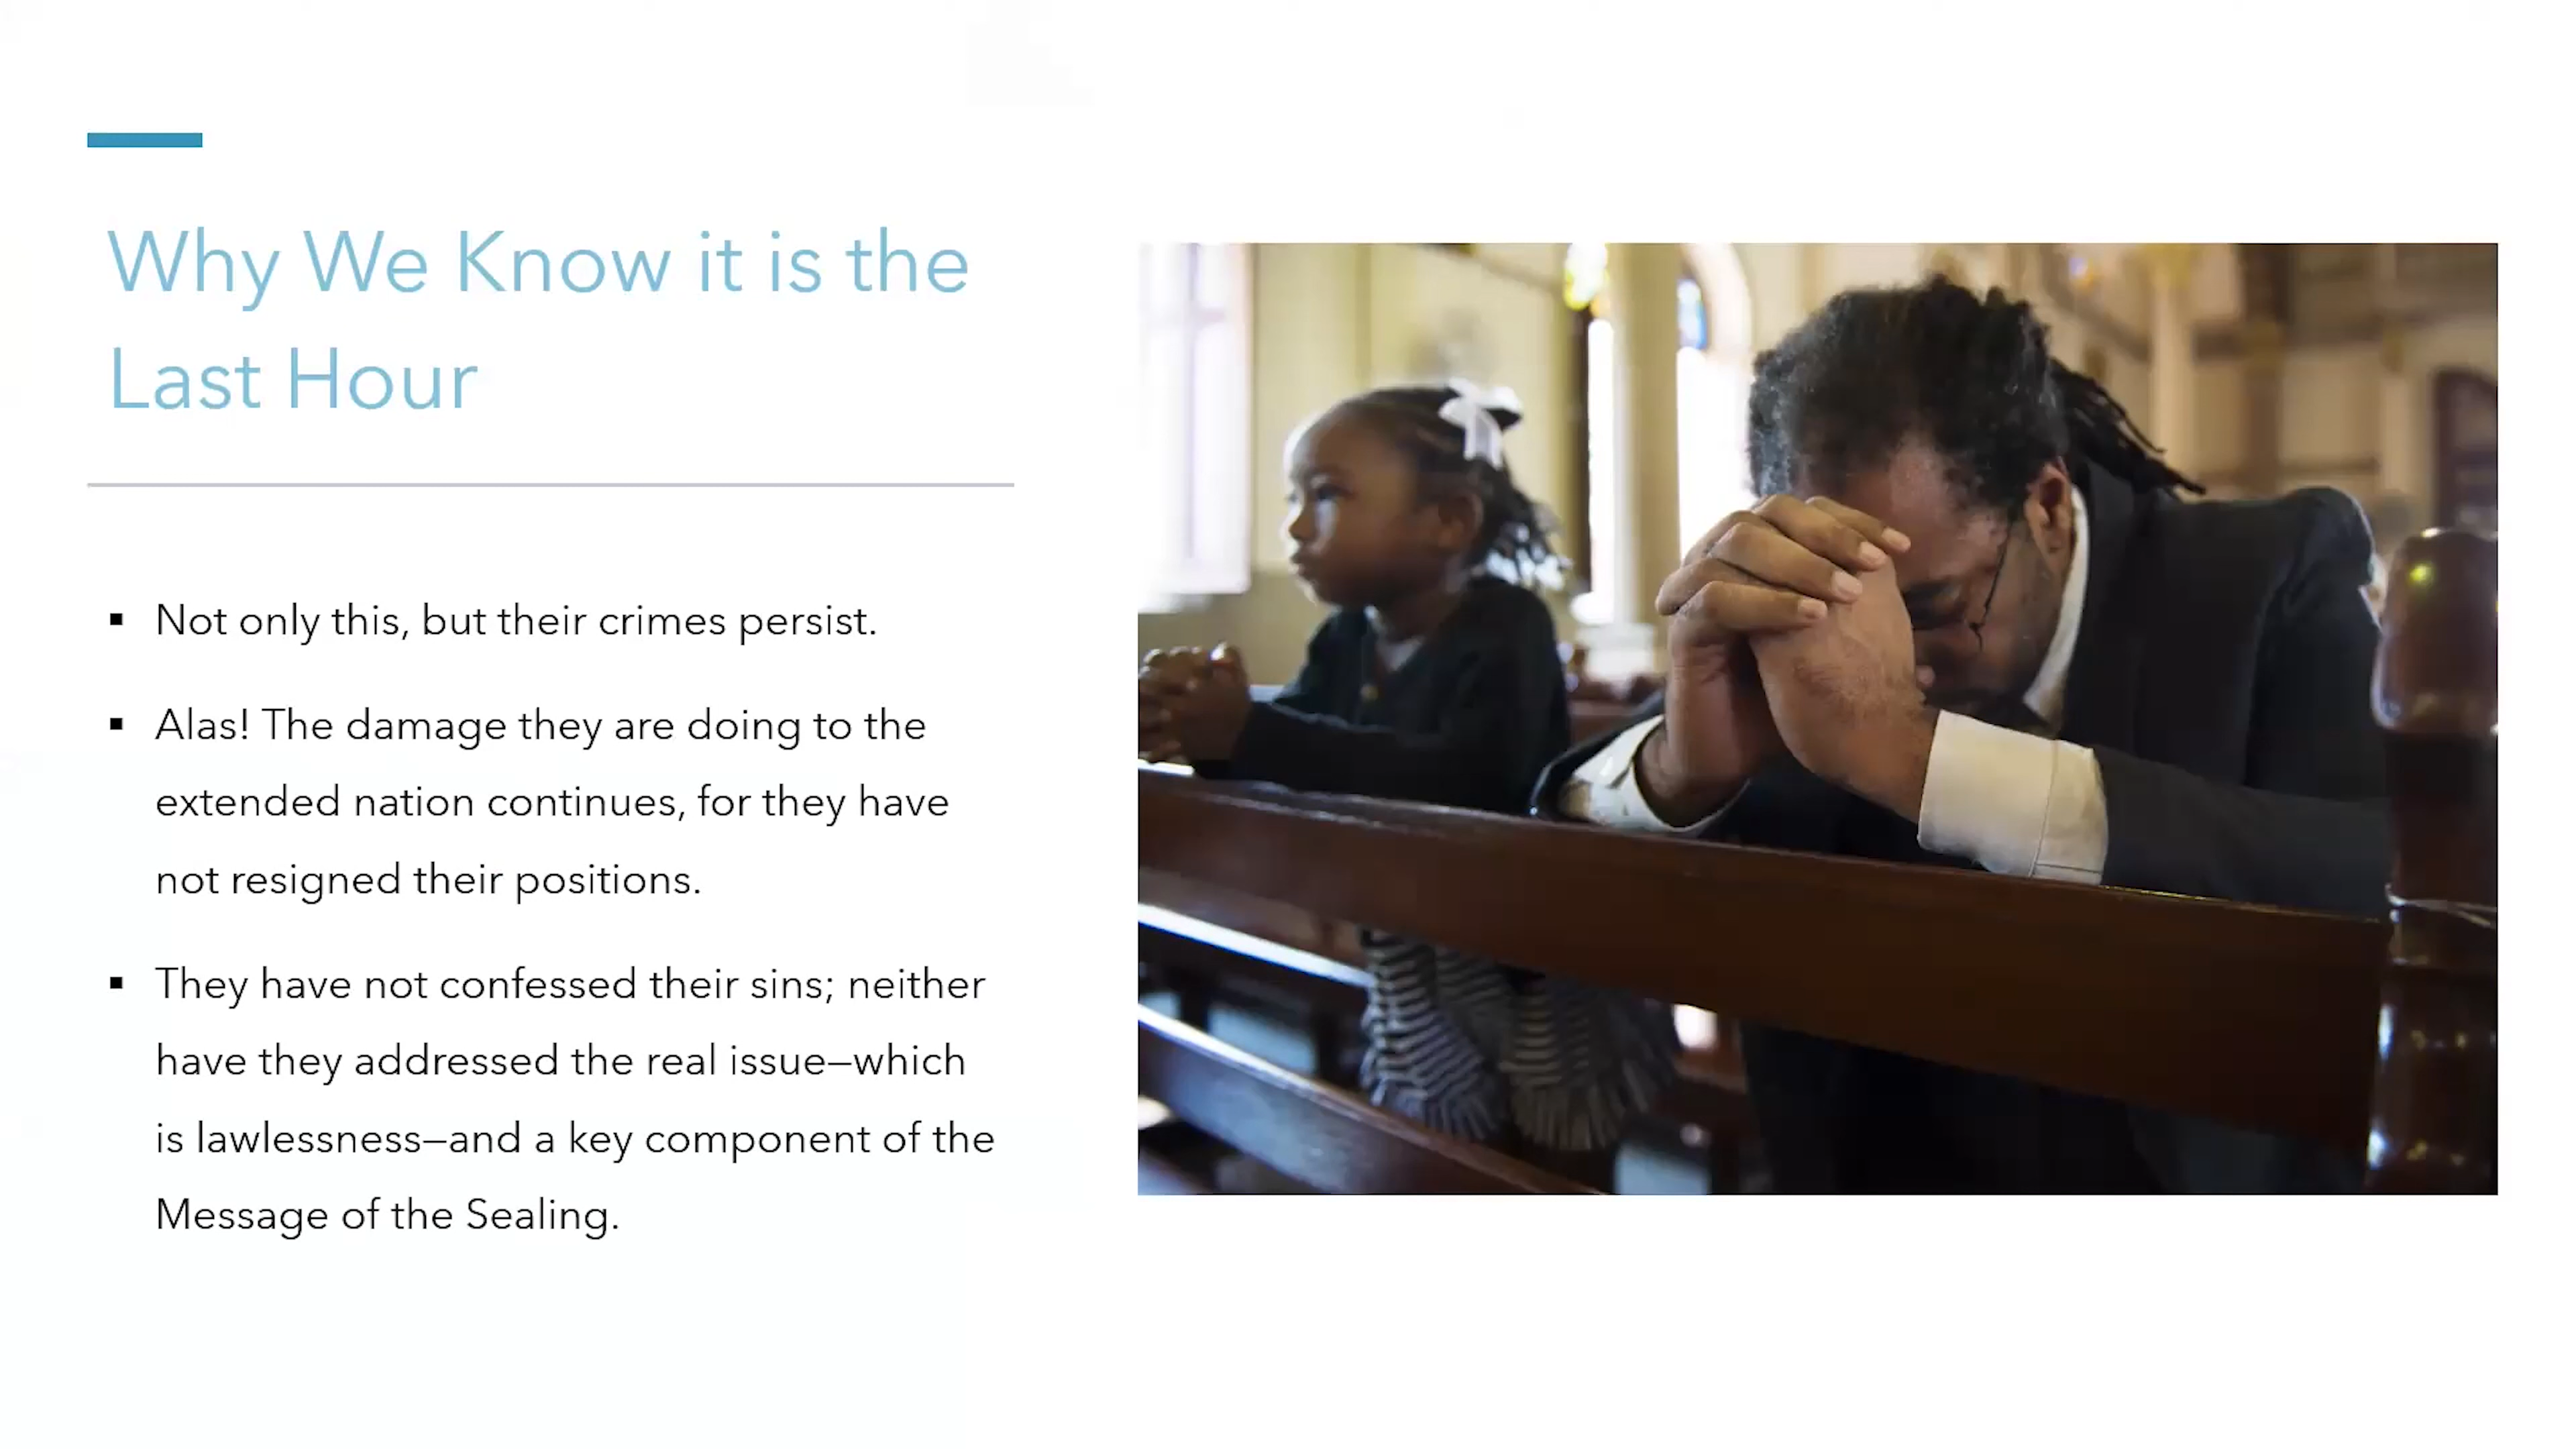 Why We Know it is the
Last Hour
▪ Not only this, but their crimes persist.
▪ Alas! The damage they are doing to the
extended nation continues, for they have
not resigned their positions.
▪ They have not confessed their sins; neither
have they addressed the real issue—which
is lawlessness—and a key component of the
Message of the Sealing.